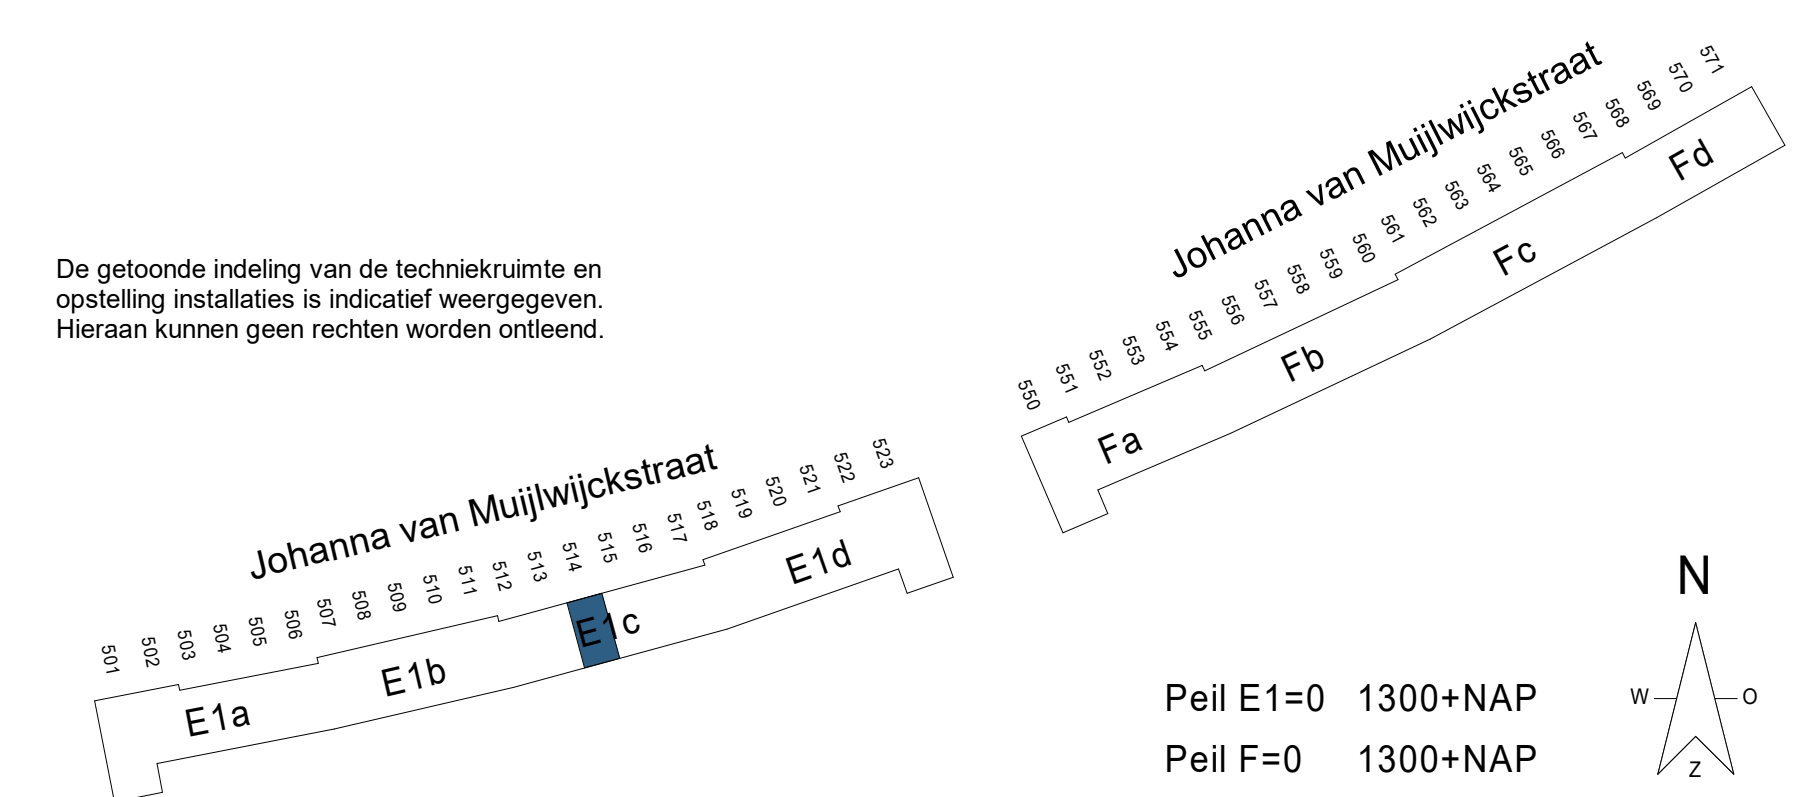 De getoonde indeling van de techniekruimte en
opstelling installaties is indicatief weergegeven.
Hieraan kunnen geen rechten worden ontleend.
Johanna van Muijlwijckstraat
501
502
503
504
505
506
507
508
509
510
511
512
513
514
515
516
517
518
519
520
521
522
523
E1a
E1b
E1c
E1d
Johanna van Muijlwijckstraat
550
551
552
553
554
555
556
557
558
559
560
561
562
563
564
565
566
567
568
569
570
571
Fa
Fb
Fc
Fd
Peil E1=0 1300+NAP
Peil F=0 1300+NAP
N
W
O
Z